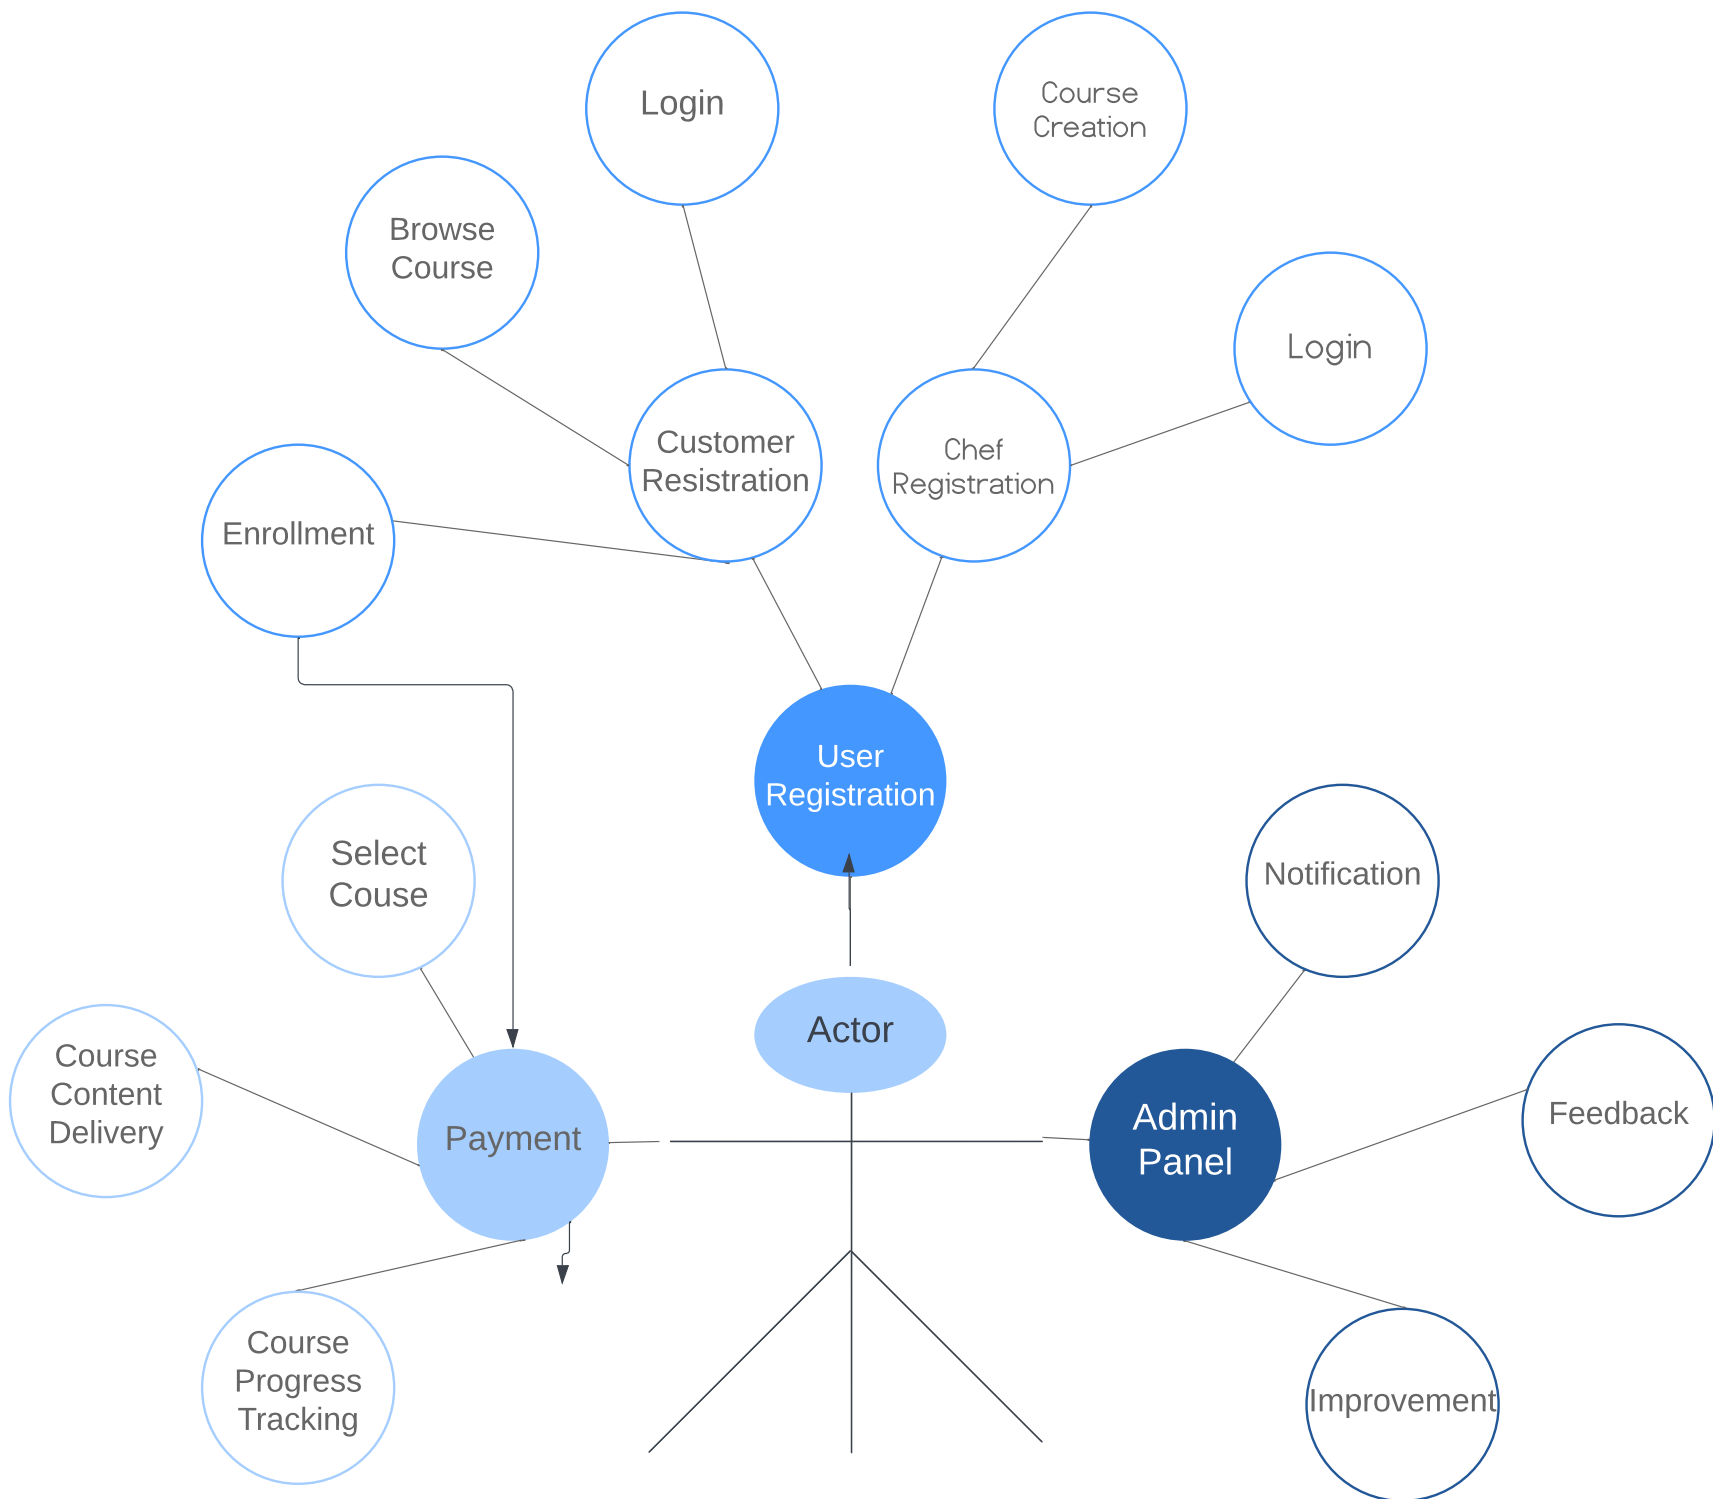 Login
Course
Creation
Browse
Course
Login
Customer
Resistration
Chef
Registration
Enrollment
User
Registration
Select
Couse
Notification
Actor
Course
Content
Delivery
Payment
Admin
Panel
Feedback
Course
Progress
Tracking
Improvement